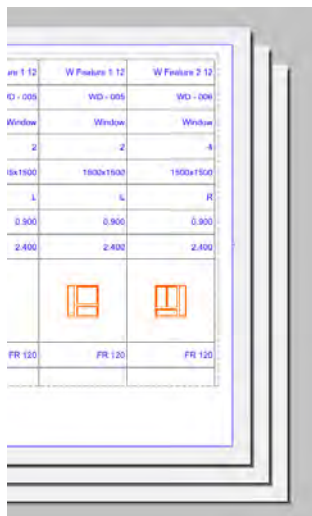 W Feature 1 12 W Feature 2 12
WD - 005 WD - 006
Window Window Window
2 2 4
1500x1500 1500x1500
L L R
0.900 0.900 0.900
2.400 2.400 2.400
FR 120 FR 120 FR 120